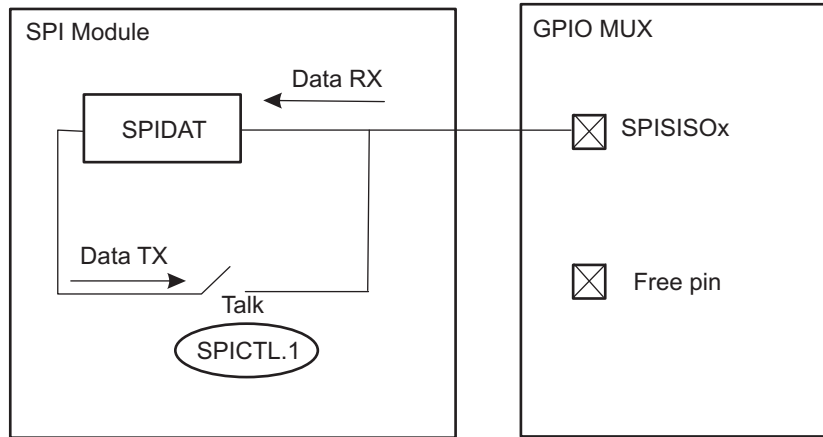 SPI Module
GPIO MUX
Data RX
SPIDAT
SPISISOx
Data TX
Free pin
Talk
SPICTL.1